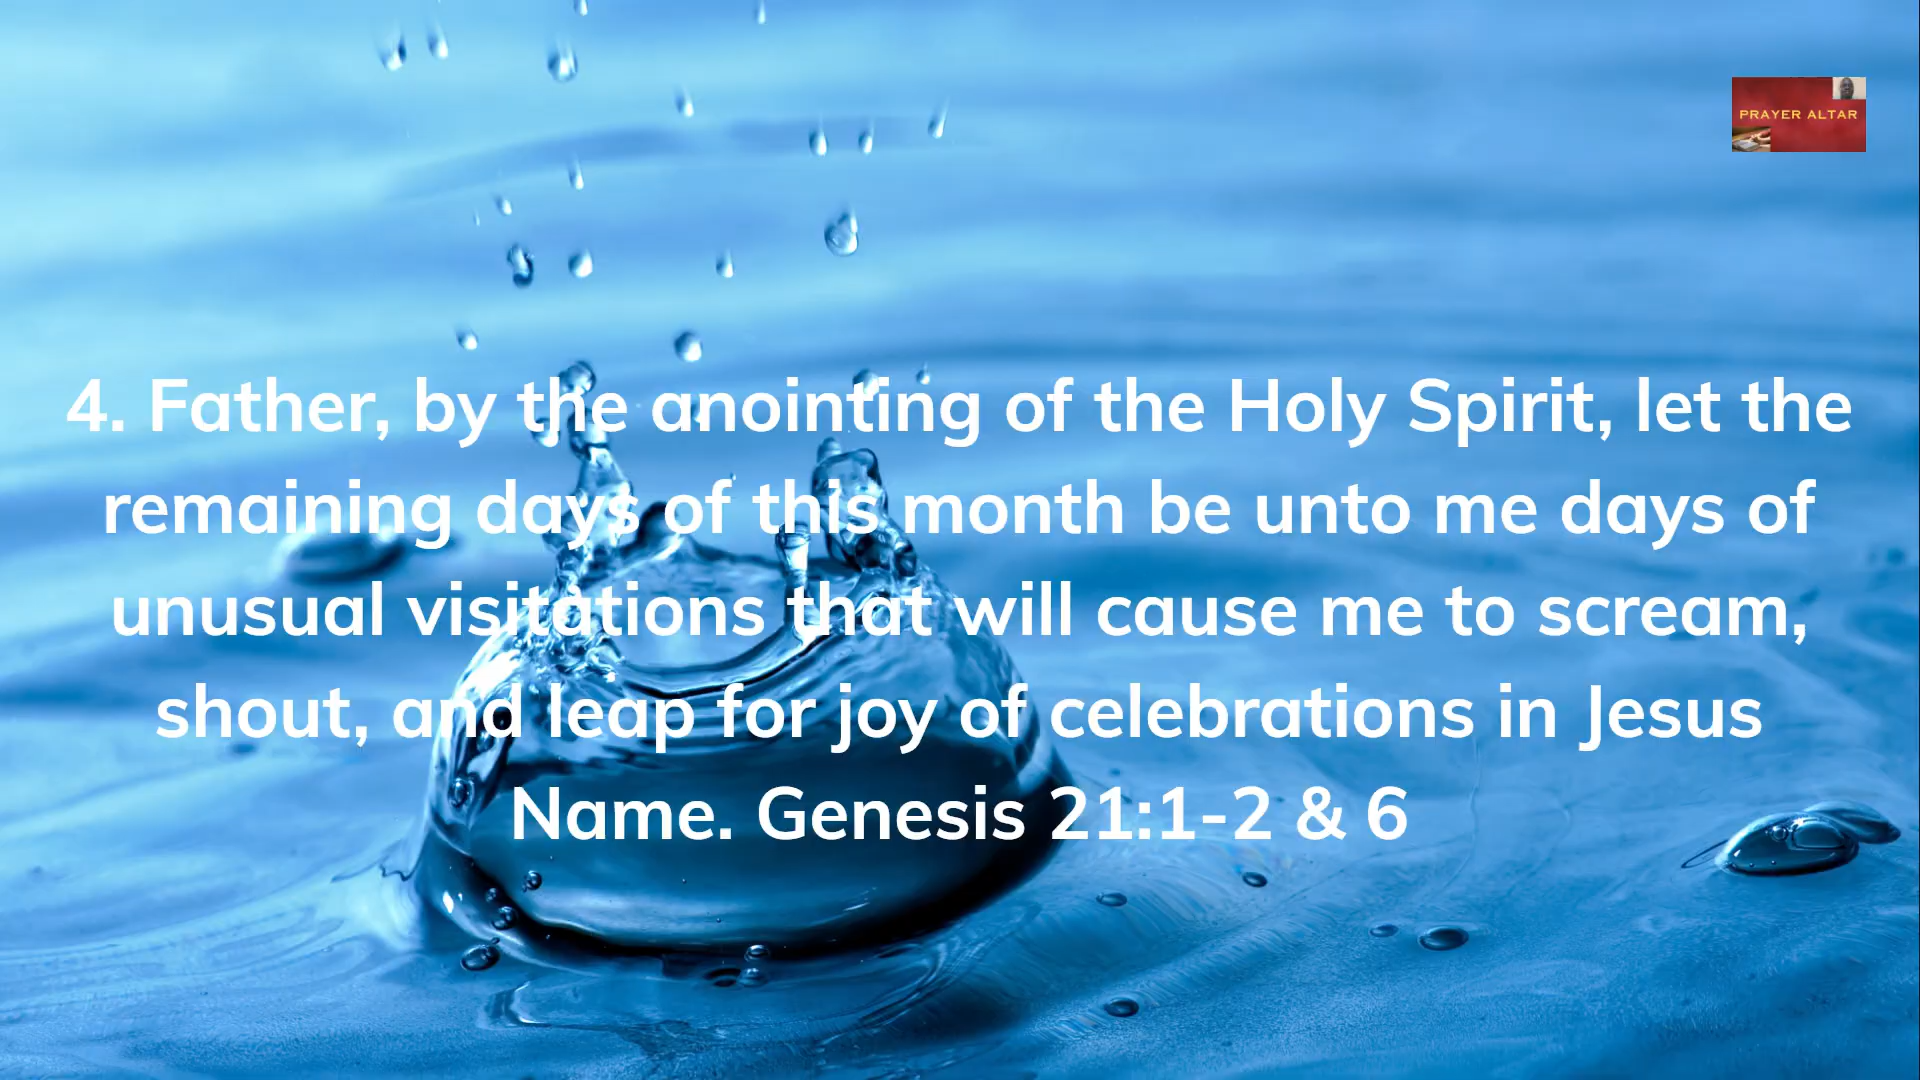 PRAYER ALTAR
4. Father, by the anointing of the Holy Spirit, let the
remaining days of this month be unto me days of
unusual visitations that will cause me to scream,
shout, and leap for joy of celebrations in Jesus
Name. Genesis 21:1-2 & 6